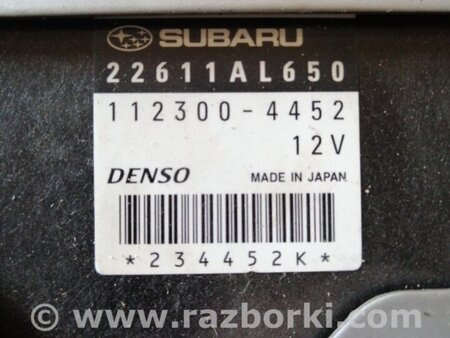 SUBARU
22611AL650
112300-4452
12V
DENSO MADE IN JAPAN
*234452K*
© www.razborki.com